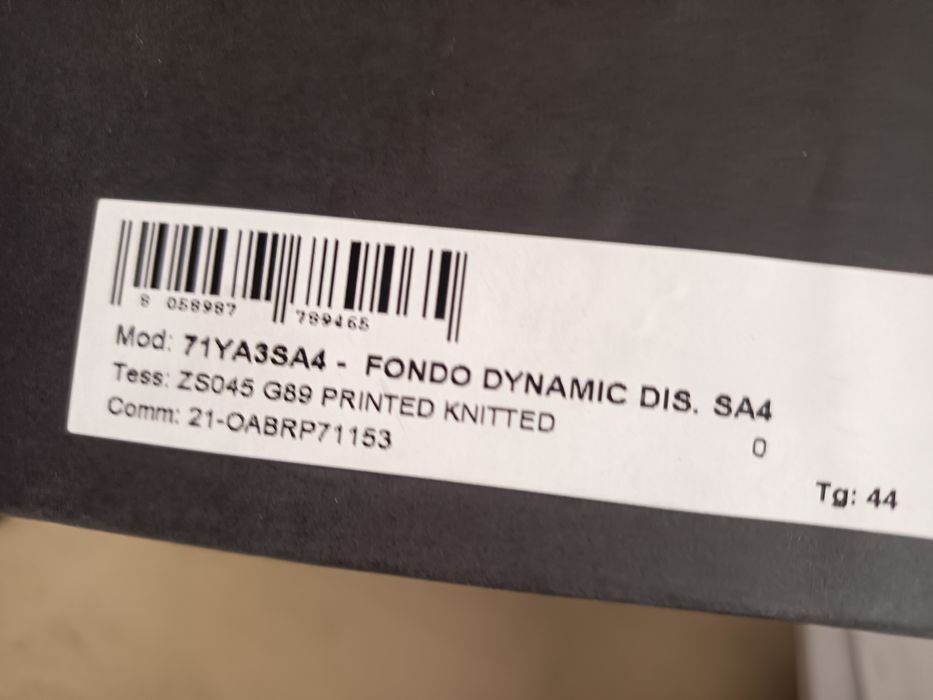 8 058987 789465
Mod: 71YA3SA4 - FONDO DYNAMIC DIS. SA4
Tess: ZS045 G89 PRINTED KNITTED
0
Comm: 21-OABRP71153
Tg: 44